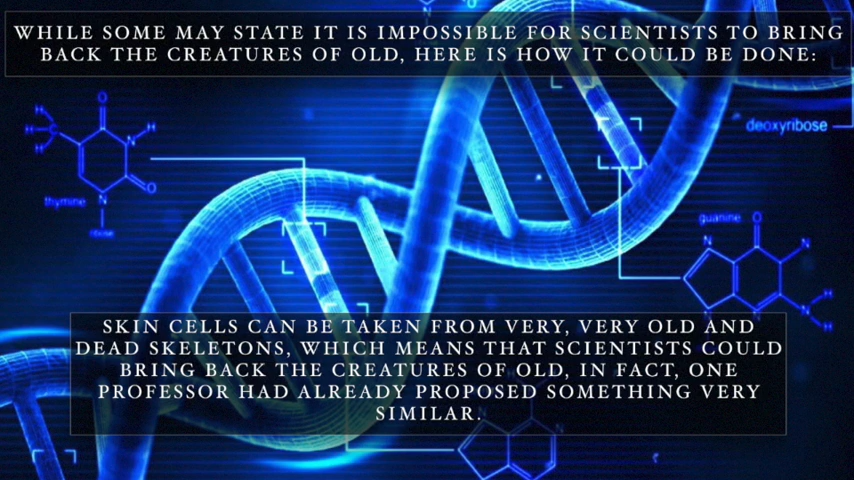 WHILE SOME MAY STATE IT IS IMPOSSIBLE FOR SCIENTISTS TO BRING
BACK THE CREATURES OF OLD, HERE IS HOW IT COULD BE DONE:
deoxyribose
H
O
H
H
C
N
H
H
N
O
thymine
ribose
guanine
O
N
N
N
N
N
H
H
SKIN CELLS CAN BE TAKEN FROM VERY, VERY OLD AND
DEAD SKELETONS, WHICH MEANS THAT SCIENTISTS COULD
BRING BACK THE CREATURES OF OLD, IN FACT, ONE
PROFESSOR HAD ALREADY PROPOSED SOMETHING VERY
SIMILAR.